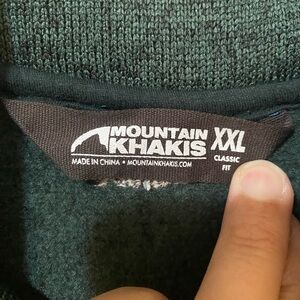 MOUNTAIN
KHAKIS
MADE IN CHINA • MOUNTAINKHAKIS.COM
XXL
CLASSIC
FIT